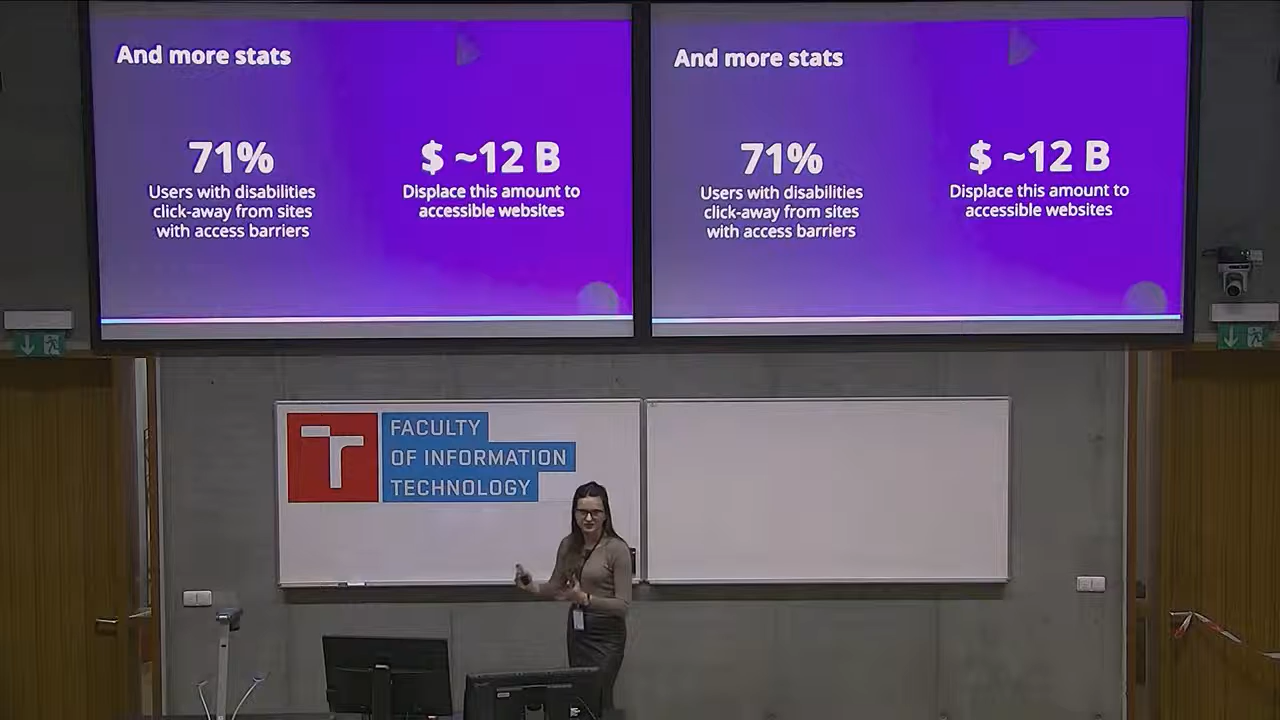 And more stats
71%
Users with disabilities
click-away from sites
with access barriers
$ ~12 B
Displace this amount to
accessible websites
And more stats
71%
Users with disabilities
click-away from sites
with access barriers
$ ~12 B
Displace this amount to
accessible websites
T
FACULTY
OF INFORMATION
TECHNOLOGY